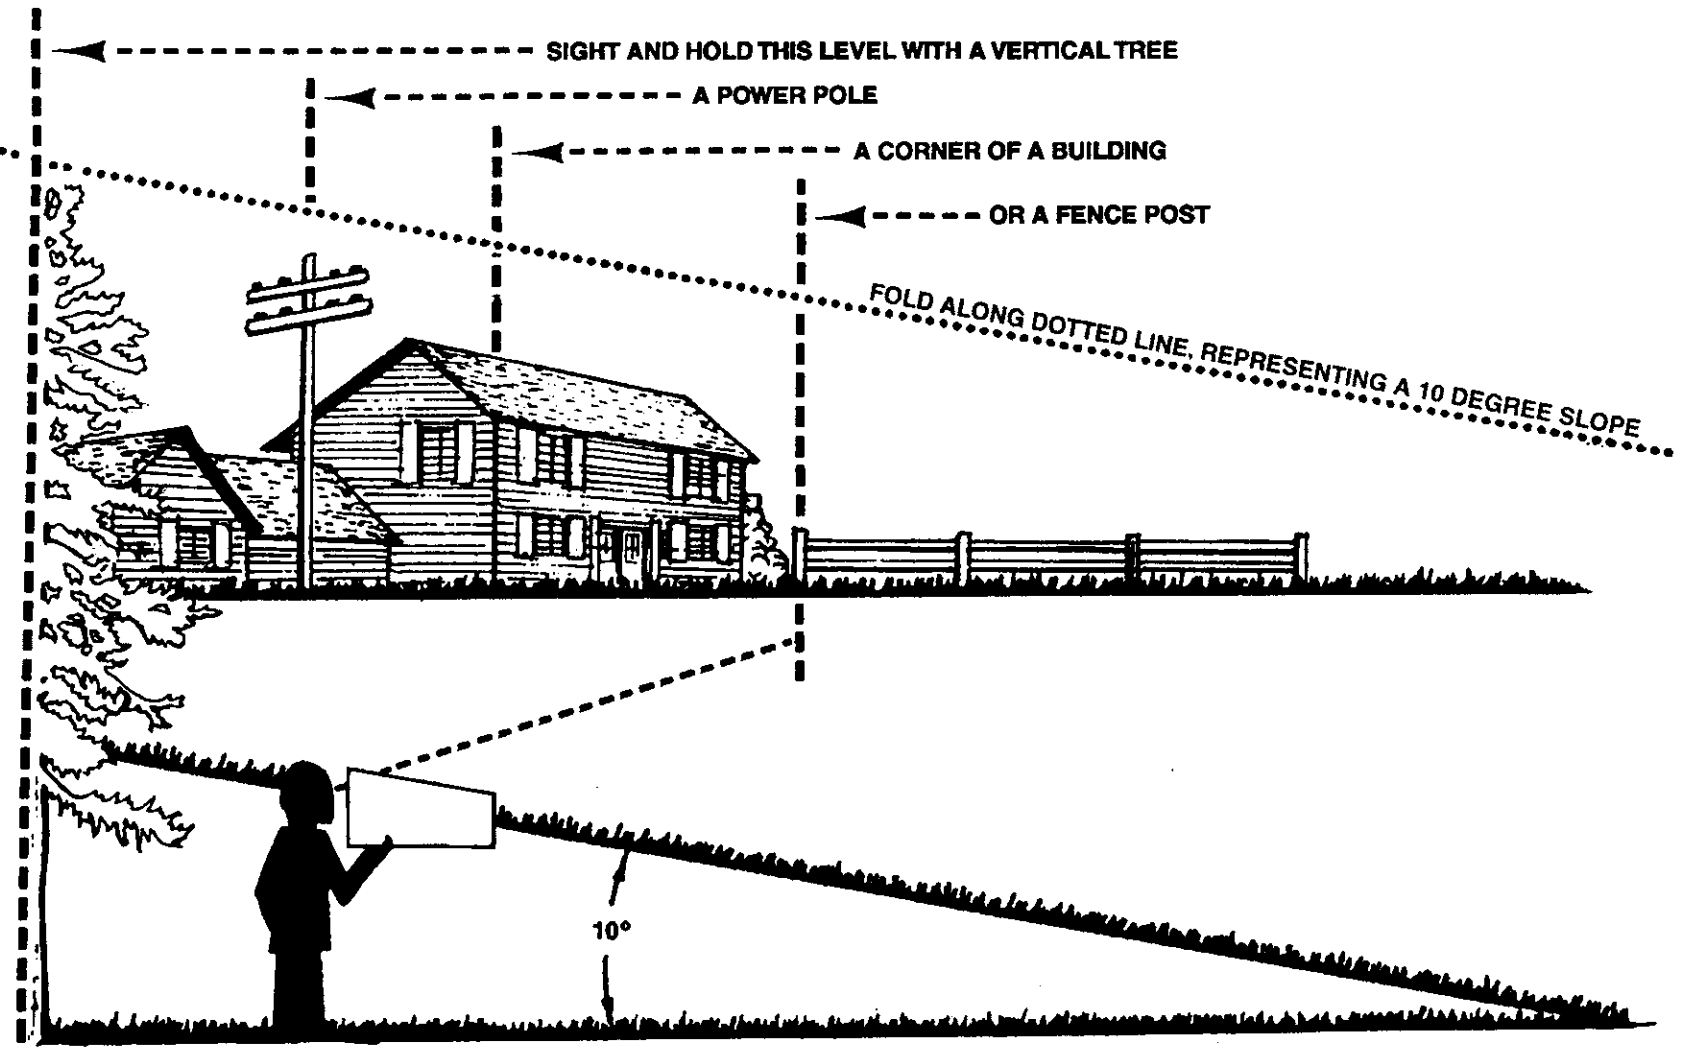 SIGHT AND HOLD THIS LEVEL WITH A VERTICAL TREE
A POWER POLE
A CORNER OF A BUILDING
OR A FENCE POST
FOLD ALONG DOTTED LINE, REPRESENTING A 10 DEGREE SLOPE
10°